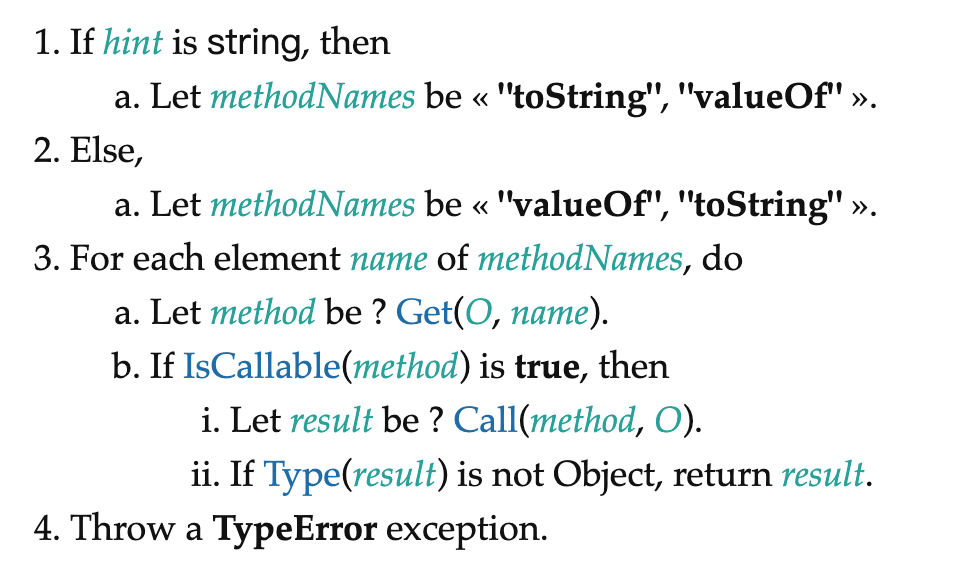 1. If hint is string, then
a. Let methodNames be « "toString", "valueOf" ».
2. Else,
a. Let methodNames be « "valueOf", "toString" ».
3. For each element name of methodNames, do
a. Let method be ? Get(O, name).
b. If IsCallable(method) is true, then
i. Let result be ? Call(method, O).
ii. If Type(result) is not Object, return result.
4. Throw a TypeError exception.